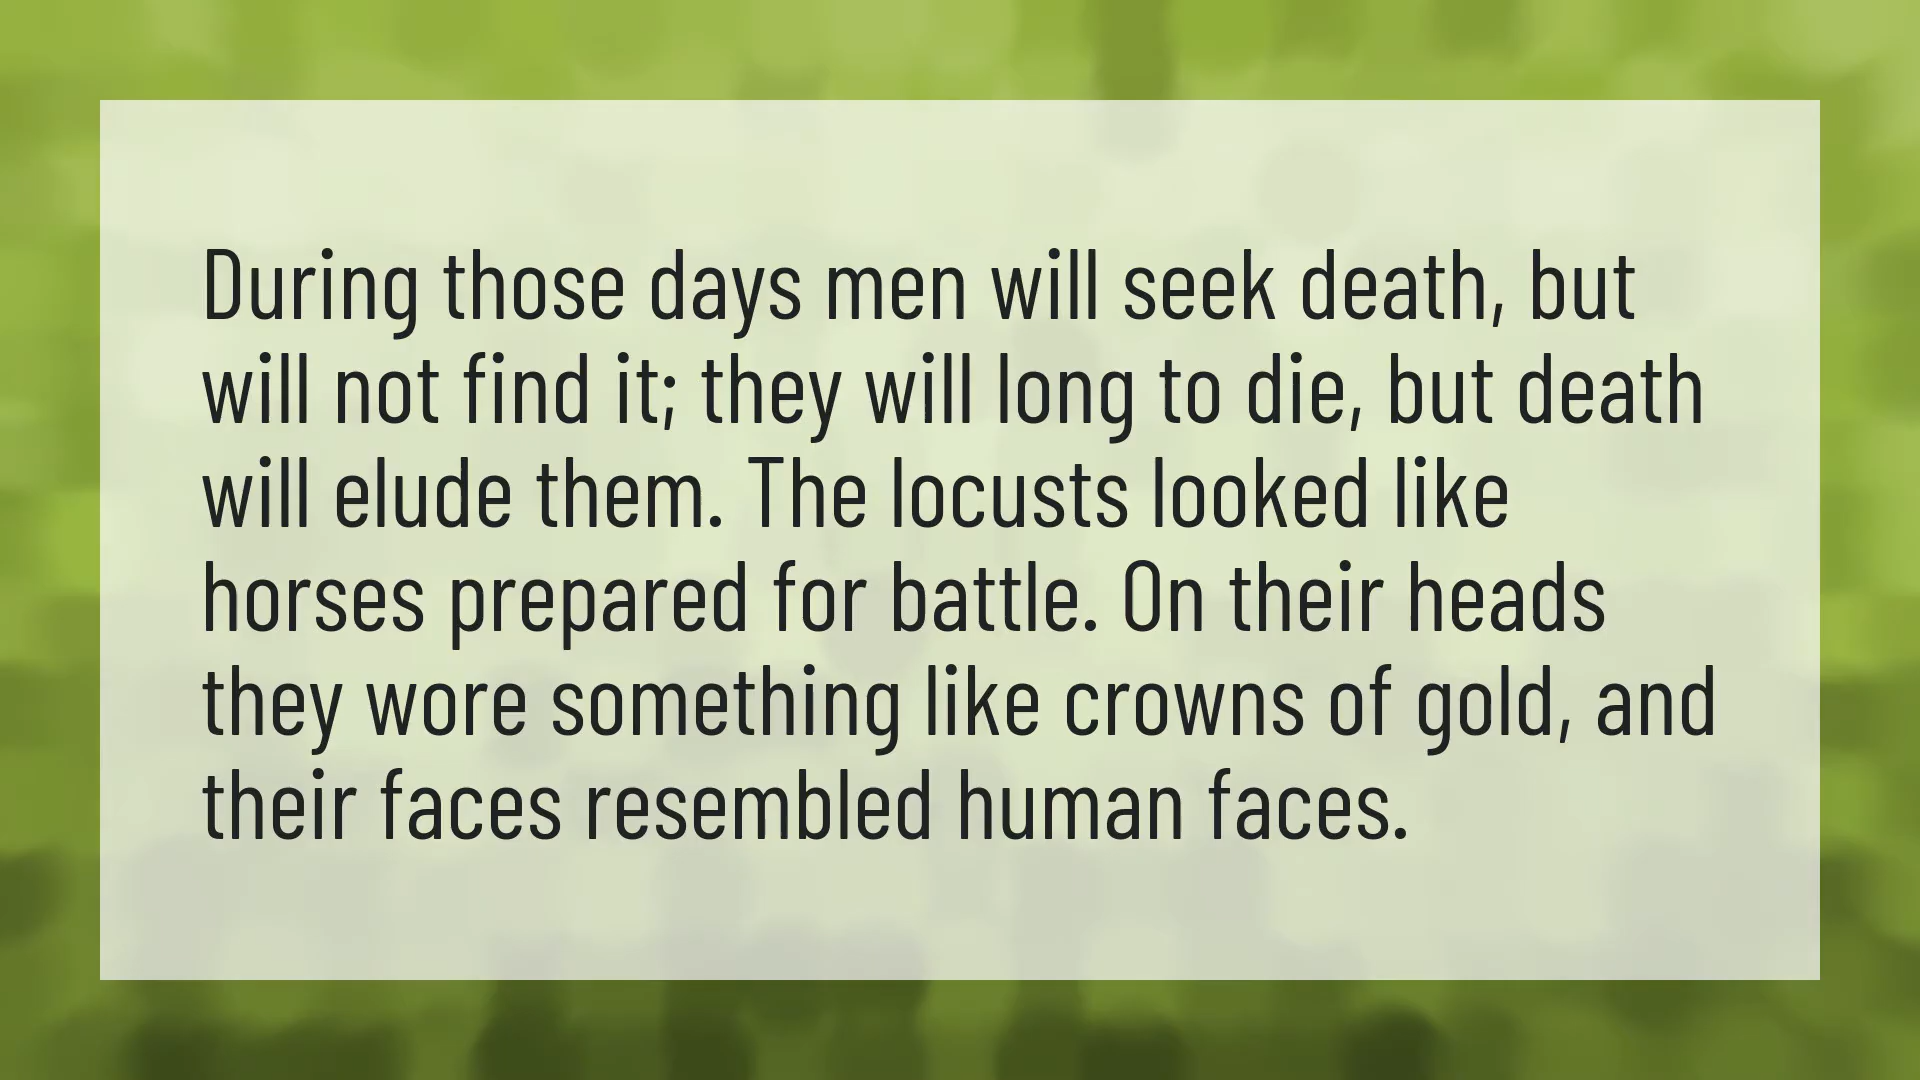 During those days men will seek death, but
will not find it; they will long to die, but death
will elude them. The locusts looked like
horses prepared for battle. On their heads
they wore something like crowns of gold, and
their faces resembled human faces.